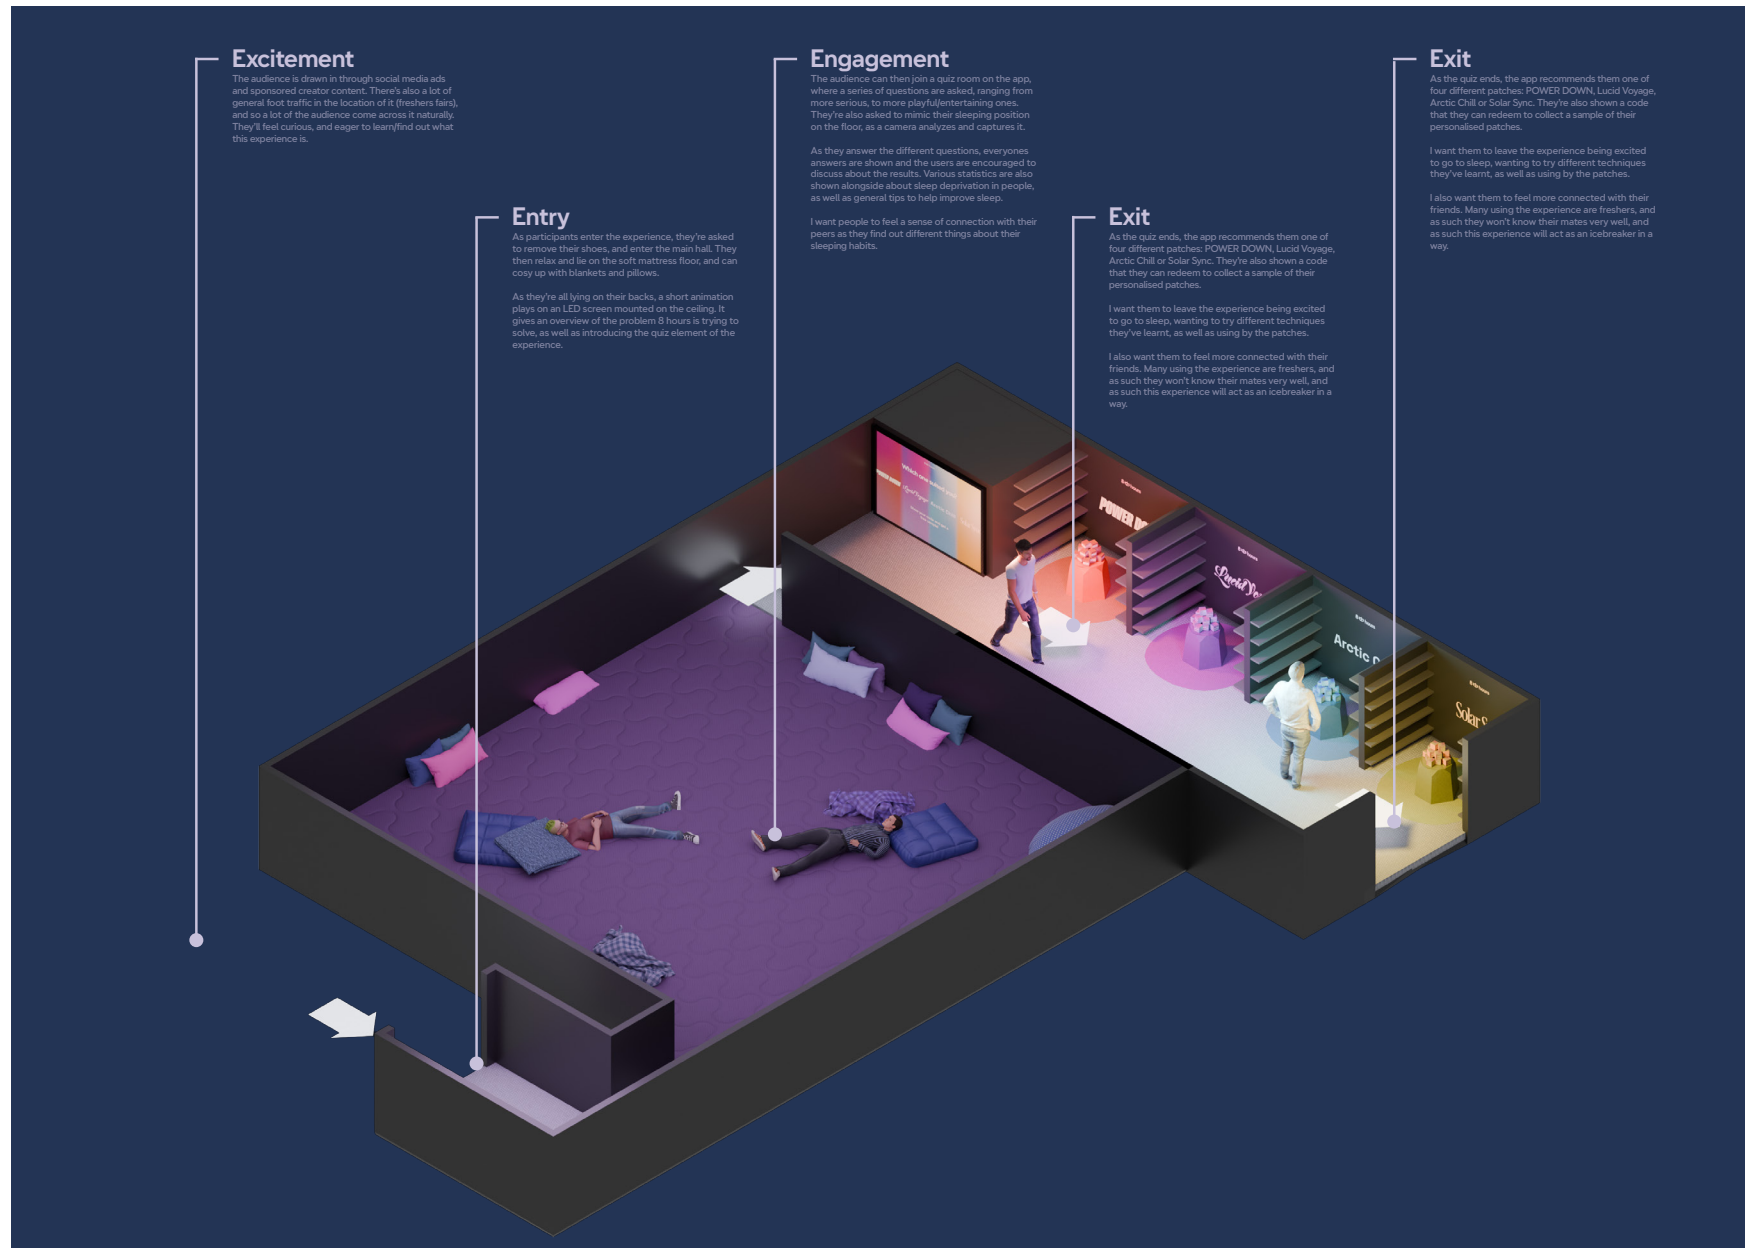 Excitement
The audience is drawn in through social media ads
and sponsored creator content. There's also a lot of
general foot traffic in the location of it (freshers fairs),
and so a lot of the audience come across it naturally.
They'll feel curious, and eager to learn/find out what
this experience is.
Entry
As participants enter the experience, they're asked
to remove their shoes, and enter the main hall. They
then relax and lie on the soft mattress floor, and can
cosy up with blankets and pillows.
As they're all lying on their backs, a short animation
plays on an LED screen mounted on the ceiling. It
gives an overview of the problem 8 hours is trying to
solve, as well as introducing the quiz element of the
experience.
Engagement
The audience can then join a quiz room on the app,
where a series of questions are asked, ranging from
more serious, to more playful/entertaining ones.
They're also asked to mimic their sleeping position
on the floor, as a camera analyzes and captures it.
As they answer the different questions, everyones
answers are shown and the users are encouraged to
discuss about the results. Various statistics are also
shown alongside about sleep deprivation in people,
as well as general tips to help improve sleep.
I want people to feel a sense of connection with their
peers as they find out different things about their
sleeping habits.
Exit
As the quiz ends, the app recommends them one of
four different patches: POWER DOWN, Lucid Voyage,
Arctic Chill or Solar Sync. They're also shown a code
that they can redeem to collect a sample of their
personalised patches.
I want them to leave the experience being excited
to go to sleep, wanting to try different techniques
they've learnt, as well as using by the patches.
I also want them to feel more connected with their
friends. Many using the experience are freshers, and
as such they won't know their mates very well, and
as such this experience will act as an icebreaker in a
way.
Exit
As the quiz ends, the app recommends them one of
four different patches: POWER DOWN, Lucid Voyage,
Arctic Chill or Solar Sync. They're also shown a code
that they can redeem to collect a sample of their
personalised patches.
I want them to leave the experience being excited
to go to sleep, wanting to try different techniques
they've learnt, as well as using by the patches.
I also want them to feel more connected with their
friends. Many using the experience are freshers, and
as such they won't know their mates very well, and
as such this experience will act as an icebreaker in a
way.
Which one suited you?
POWER DO
Lucid Vo
Arctic C
Solar S